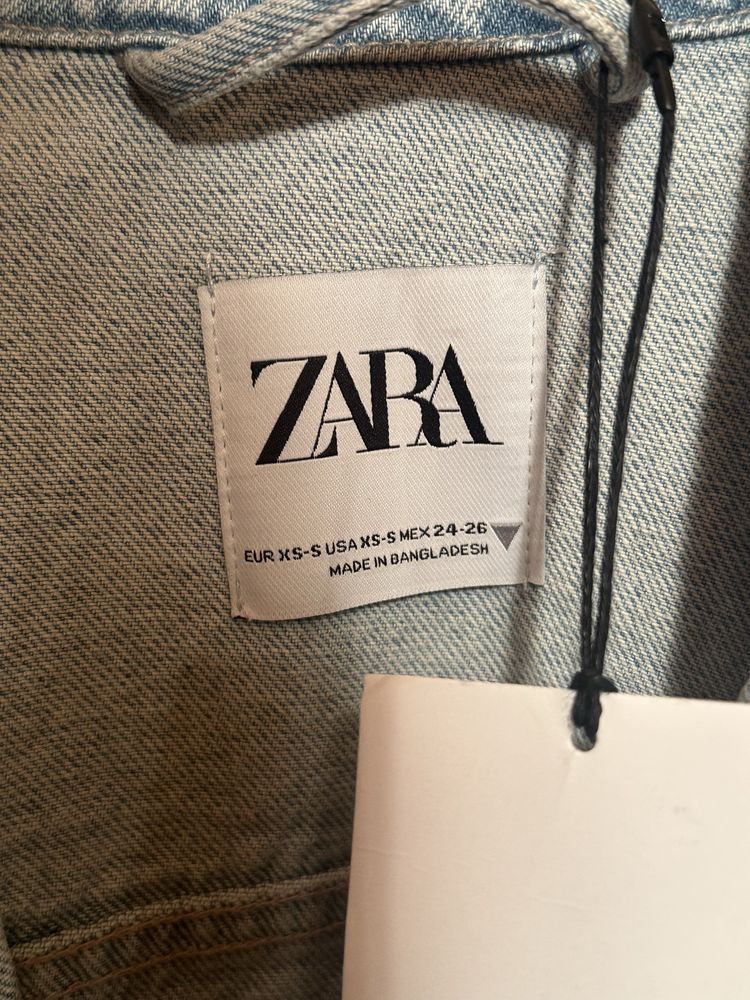 ZARA
EUR XS-S USA XS-S MEX 24-26
MADE IN BANGLADESH